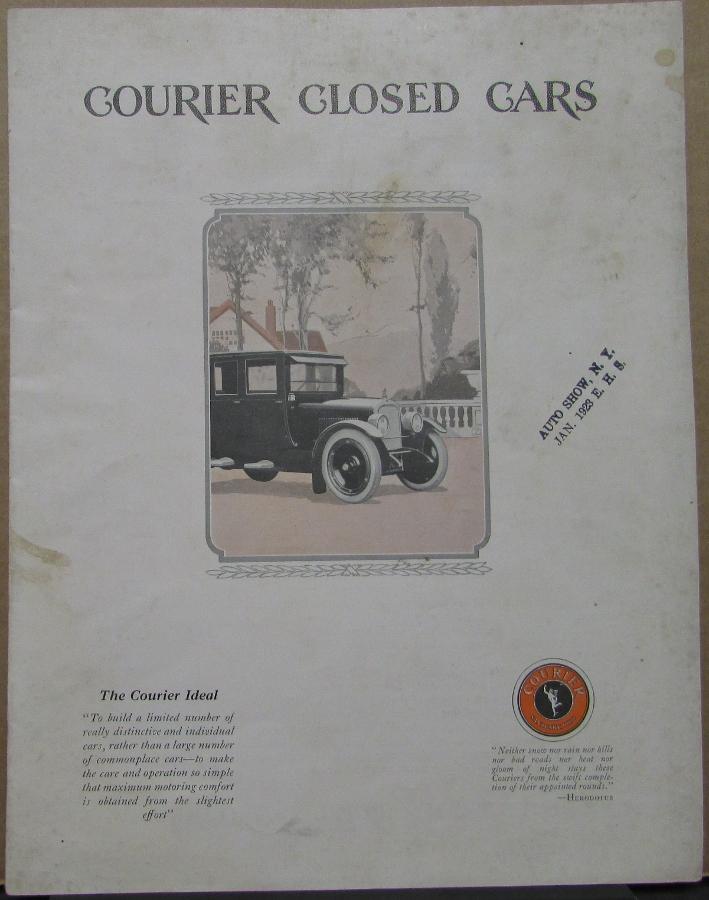 COURIER CLOSED CARS
AUTO SHOW, N. Y.
JAN. 1923 E. H. S.
The Courier Ideal
"To build a limited number of
really distinctive and individual
cars, rather than a large number
of commonplace cars—to make
the care and operation so simple
that maximum motoring comfort
is obtained from the slightest
effort"
COURIER
"Neither snow nor rain nor hills
nor bad roads nor heat nor
gloom of night stays these
Couriers from the swift comple-
tion of their appointed rounds."
—HERODOTUS